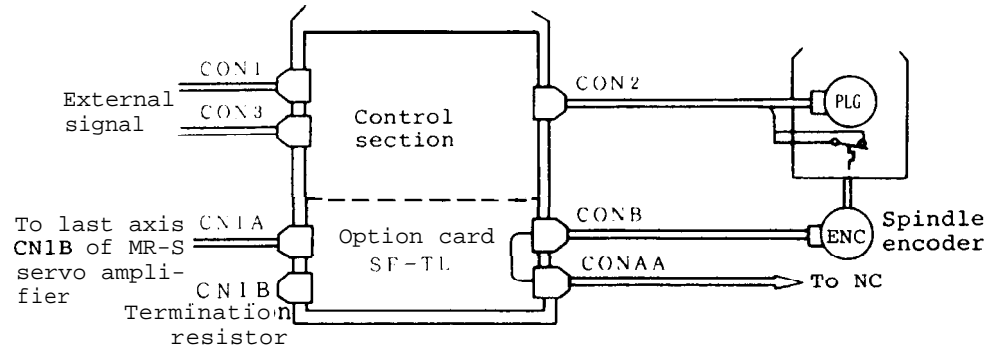 CON1
External
signal
CON3
Control
section
CON2
PLG
To last axis
CN1B of MR-S
servo ampli-
fier
CN1A
Option card
SF-TL
CONB
ENC
Spindle
encoder
CONAA
To NC
CN1B
Termination
resistor